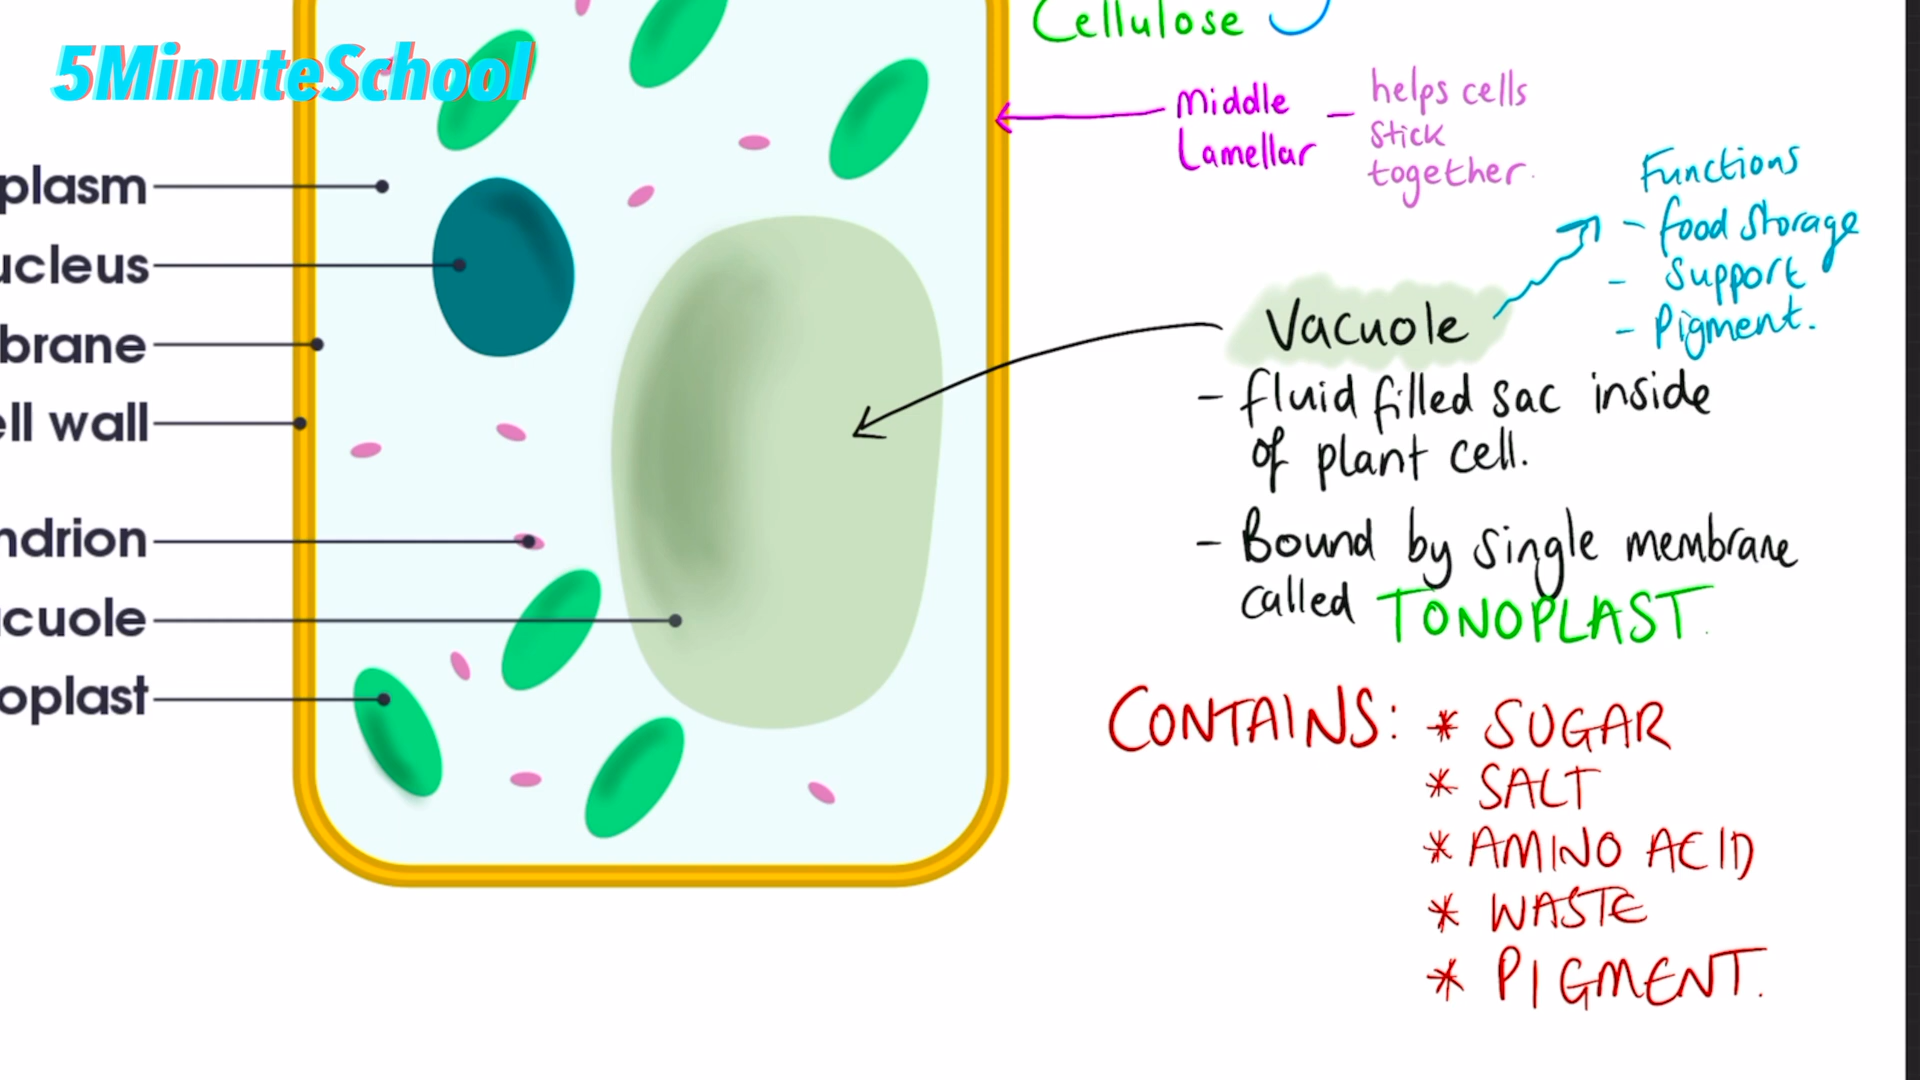 5MinuteSchool
plasm
ucleus
brane
ell wall
ndrion
cuole
oplast
Cellulose
Middle
Lamellar
- helps cells
stick
together.
Functions
- food storage
- Support
- Pigment.
Vacuole
- fluid filled sac inside
of plant cell.
- Bound by single membrane
called TONOPLAST.
CONTAINS: * SUGAR
* SALT
* AMINO ACID
* WASTE
* PIGMENT.